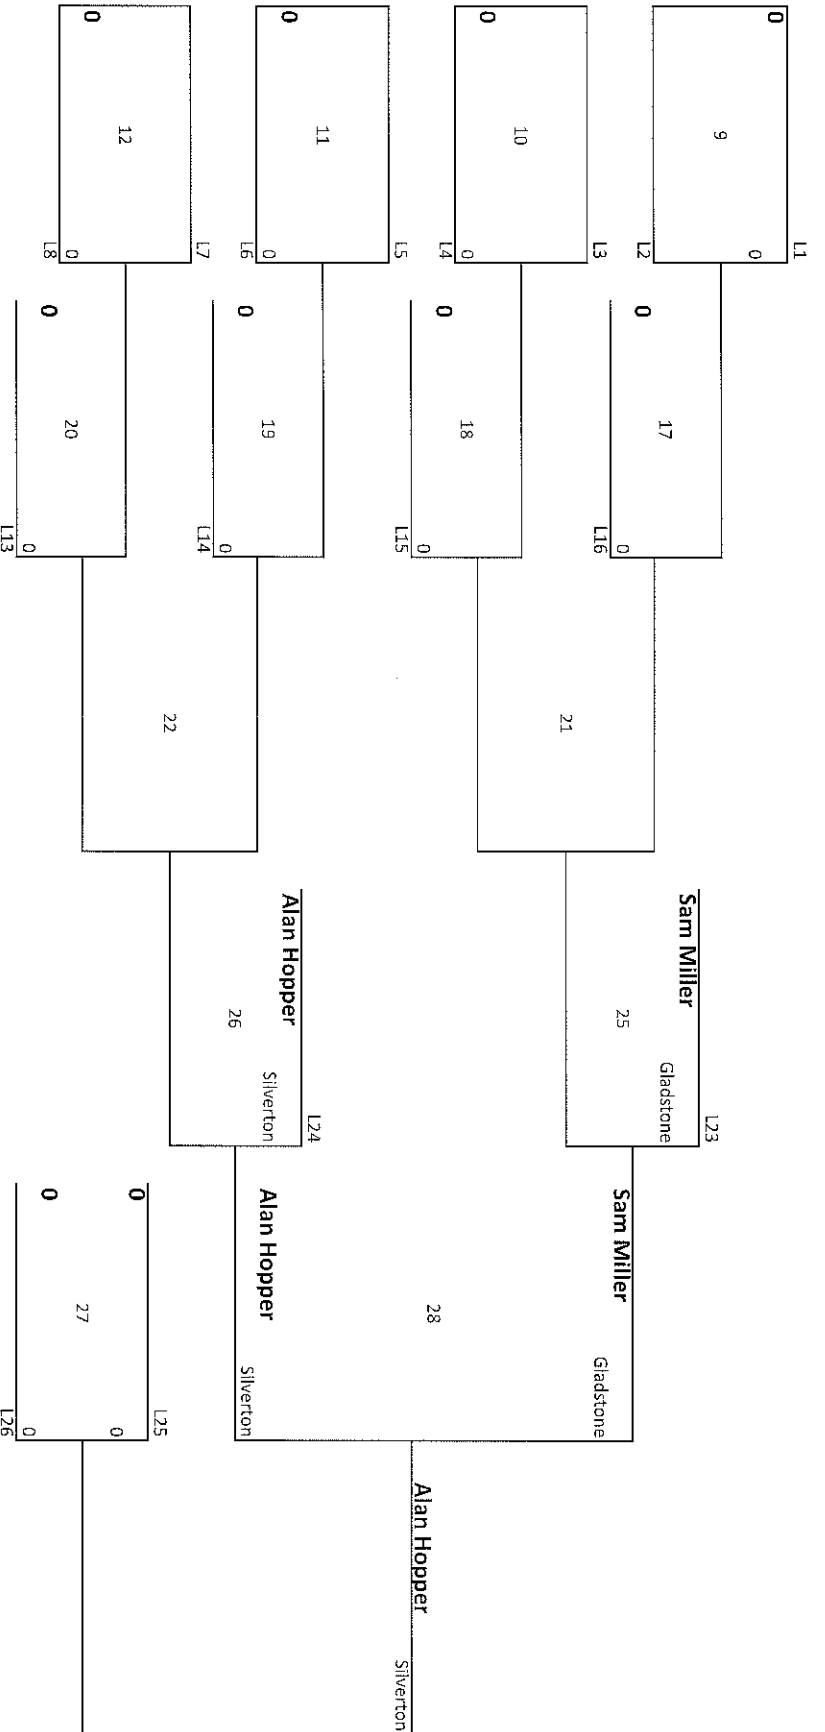 L1
0
0
9
L2
L3
10
0
0
L4
L5
11
0
0
L6
L7
12
0
0
L8
17
0
0
L16
18
0
0
L15
19
0
0
L14
20
0
0
L13
21
22
L23
Sam Miller
Gladstone
25
L24
Alan Hopper
Silverton
26
Sam Miller
Gladstone
28
Alan Hopper
Silverton
L25
0
0
27
0
0
L26
Alan Hopper
Silverton